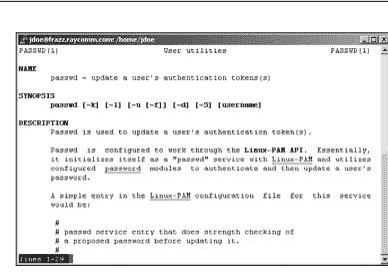 jdoe@frazz.raycomm.com: /home/jdoe
PASSWD(1) User utilities PASSWD(1)
NAME
passwd - update a user's authentication tokens(s)
SYNOPSIS
passwd [-k] [-l] [-u [-f]] [-d] [-S] [username]
DESCRIPTION
Passwd is used to update a user's authentication token(s).
Passwd is configured to work through the Linux-PAM API. Essentially,
it initializes itself as a "passwd" service with Linux-PAM and utilizes
configured password modules to authenticate and then update a user's
password.
A simple entry in the Linux-PAM configuration file for this service
would be:
#
# passwd service entry that does strength checking of
# a proposed password before updating it.
#
lines 1-29